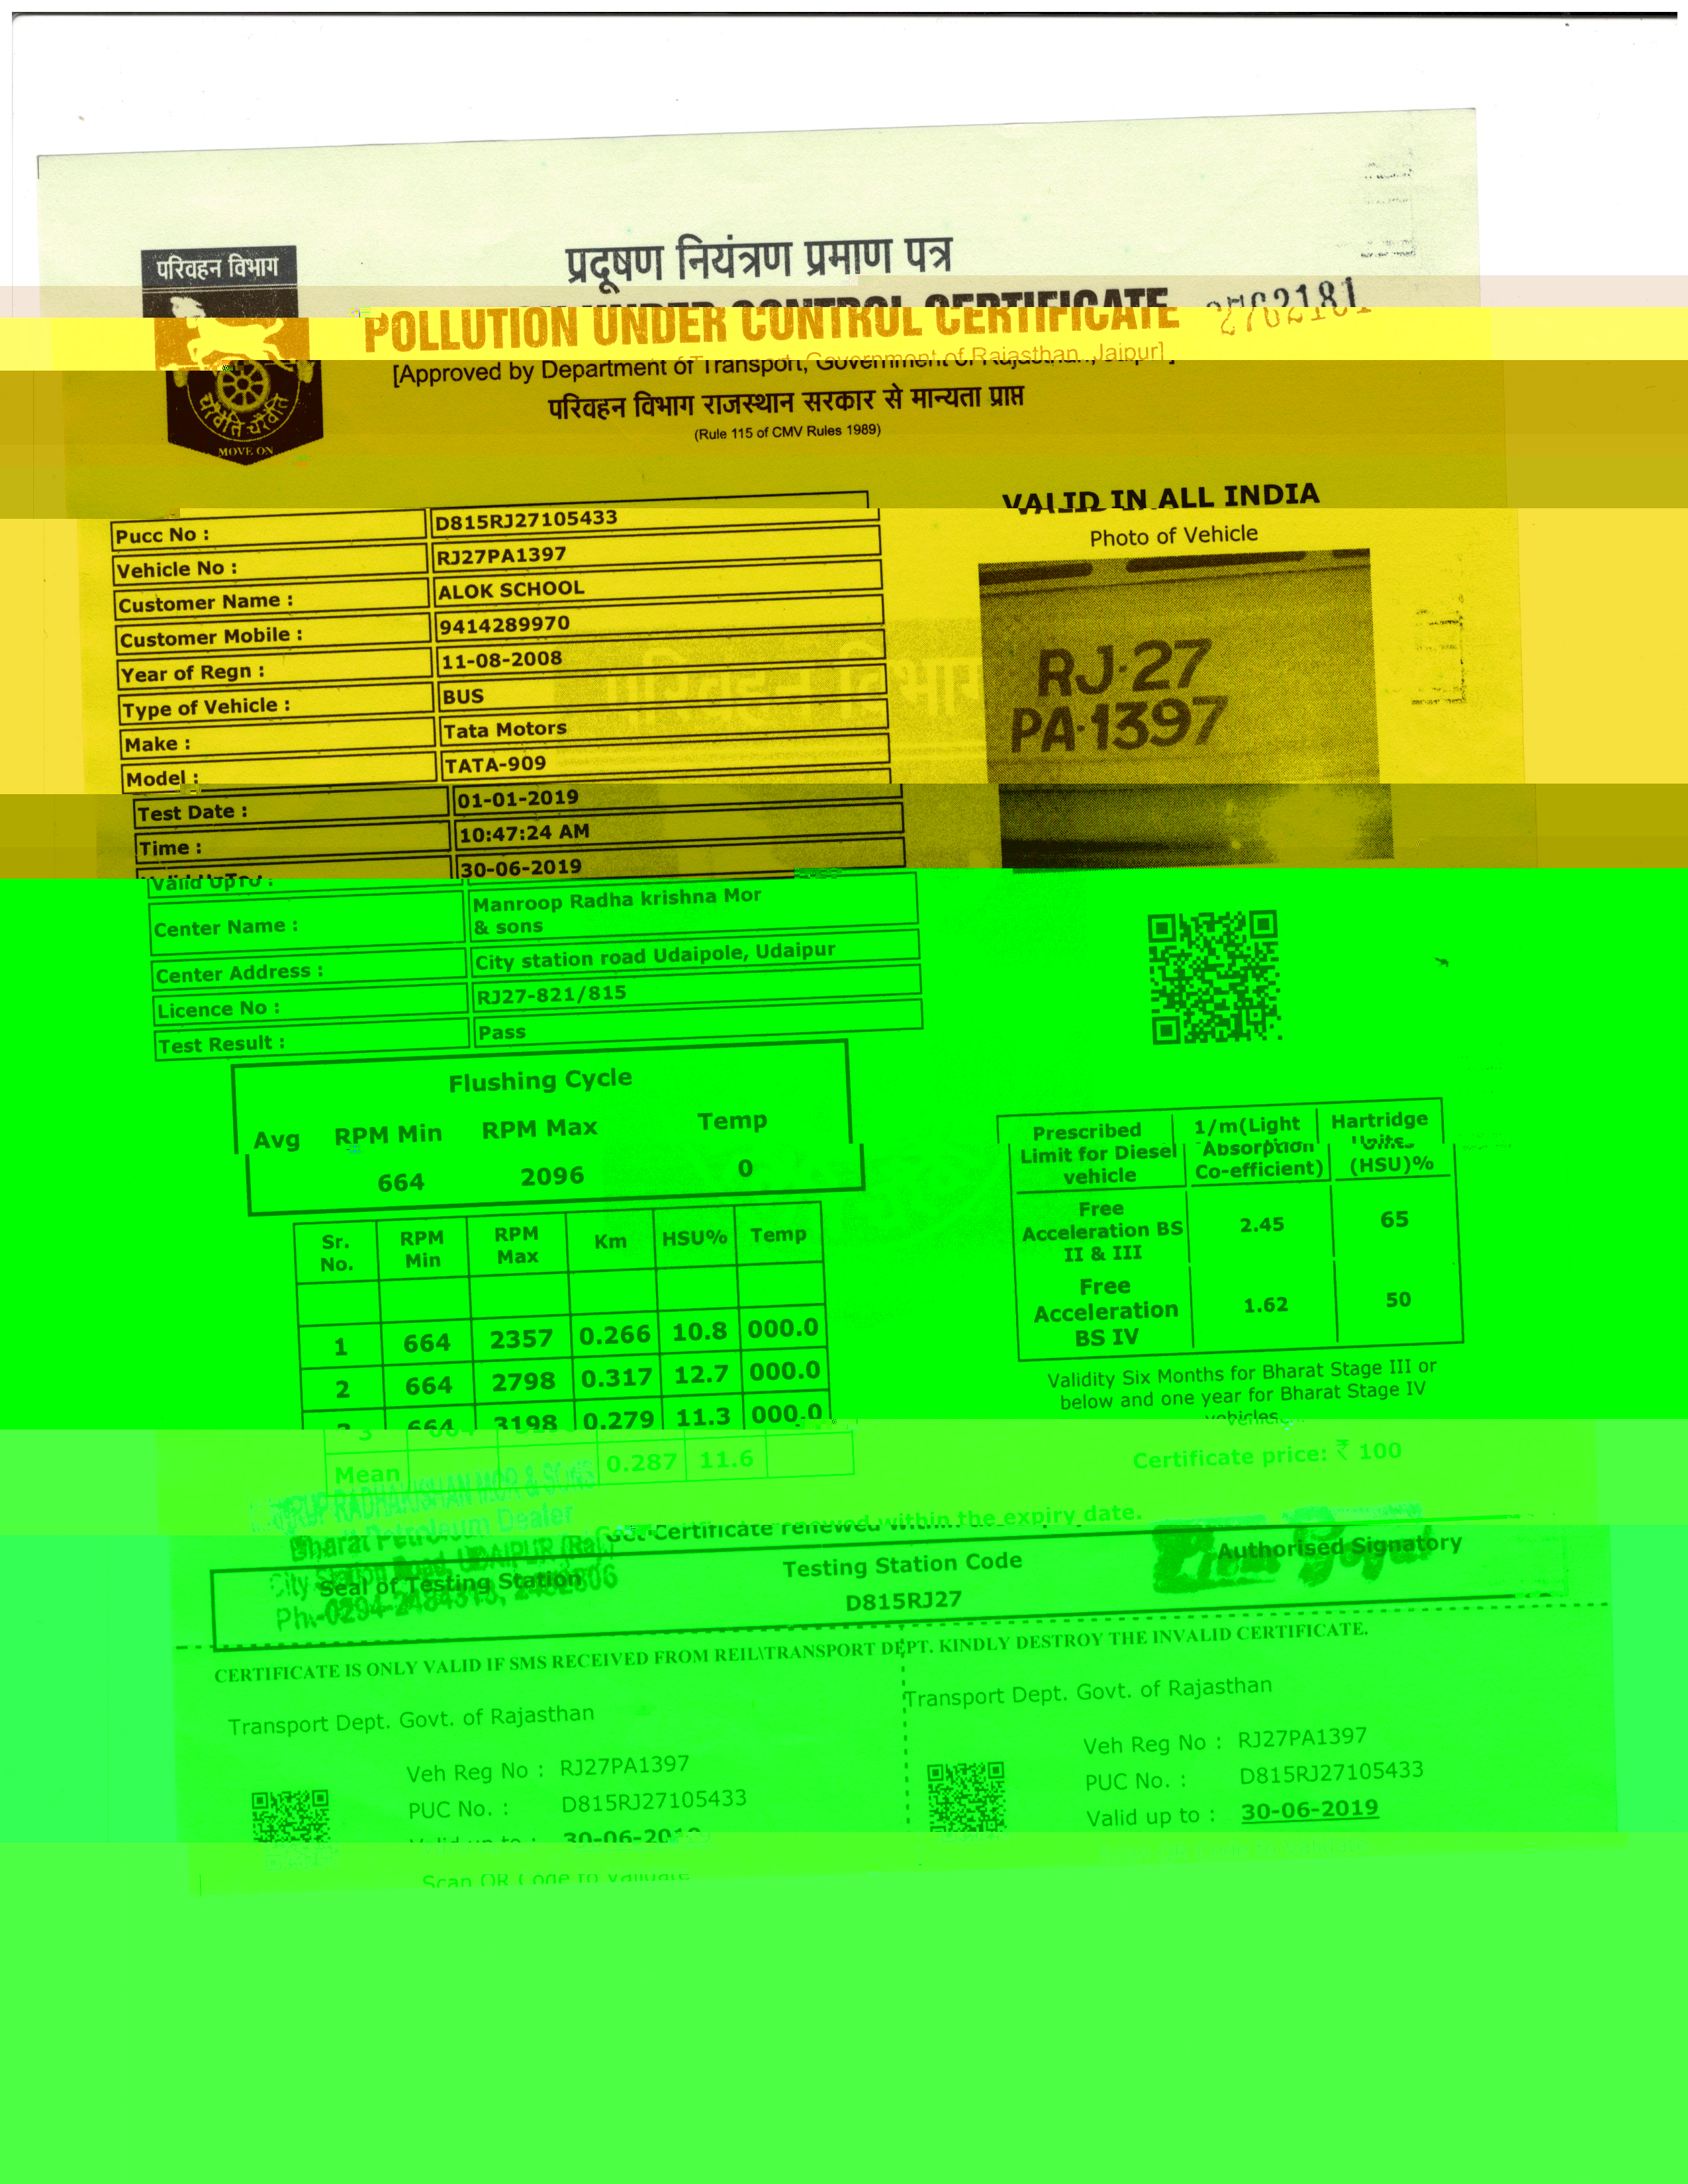 परिवहन विभाग
प्रदूषण नियंत्रण प्रमाण पत्र
POLLUTION UNDER CONTROL CERTIFICATE
[Approved by Department of Transport, Government of Rajasthan, Jaipur]
परिवहन विभाग राजस्थान सरकार से मान्यता प्राप्त
(Rule 115 of CMV Rules 1989)
चरैवेति चरैवेति
MOVE ON
VALID IN ALL INDIA
Photo of Vehicle
RJ·27
PA·1397
Pucc No : D815RJ27105433
Vehicle No : RJ27PA1397
Customer Name : ALOK SCHOOL
Customer Mobile : 9414289970
Year of Regn : 11-08-2008
Type of Vehicle : BUS
Make : Tata Motors
Model : TATA-909
Test Date : 01-01-2019
Time : 10:47:24 AM
Valid UpTo : 30-06-2019
Center Name : Manroop Radha krishna Mor
& sons
Center Address : City station road Udaipole, Udaipur
Licence No : RJ27-821/815
Test Result : Pass
Flushing Cycle
Avg RPM Min RPM Max Temp
664 2096 0
Sr. No. RPM Min RPM Max Km HSU% Temp
1 664 2357 0.266 10.8 000.0
2 664 2798 0.317 12.7 000.0
3 664 3198 0.279 11.3 000.0
Mean 0.287 11.6
Prescribed Limit for Diesel vehicle 1/m(Light Absorption Co-efficient) Hartridge Units (HSU)%
Free Acceleration BS II & III 2.45 65
Free Acceleration BS IV 1.62 50
Validity Six Months for Bharat Stage III or
below and one year for Bharat Stage IV
vehicles.
Certificate price: ₹ 100
RADHAKISHAN MOR & SONS
Bharat Petroleum Dealer
City Station Road, UDAIPUR (Raj.)
Get Certificate renewed within the expiry date.
Seal of Testing Station
Testing Station Code
D815RJ27
Authorised Signatory
CERTIFICATE IS ONLY VALID IF SMS RECEIVED FROM REIL\TRANSPORT DEPT. KINDLY DESTROY THE INVALID CERTIFICATE.
Transport Dept. Govt. of Rajasthan
Veh Reg No : RJ27PA1397
PUC No. : D815RJ27105433
Valid up to : 30-06-2019
Scan QR Code to Validate
Transport Dept. Govt. of Rajasthan
Veh Reg No : RJ27PA1397
PUC No. : D815RJ27105433
Valid up to : 30-06-2019